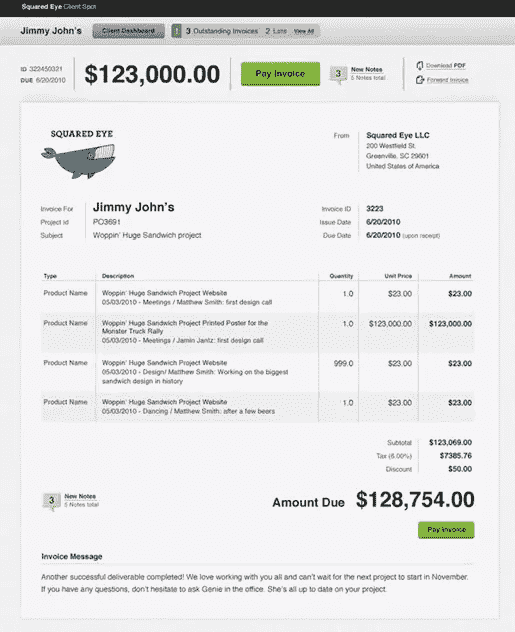 Squared Eye Client Spot
Jimmy John's Client Dashboard 3 Outstanding Invoices 2 Late View All
ID 322450321
DUE 6/20/2010
$123,000.00
Pay Invoice
3 New Notes
5 Notes total
Download PDF
Forward Invoice
SQUARED EYE
From Squared Eye LLC
200 Westfield St.
Greenville, SC 29601
United States of America
Invoice For Jimmy John's
Project Id PO3691
Subject Woppin' Huge Sandwich project
Invoice ID 3223
Issue Date 6/20/2010
Due Date 6/20/2010 (upon receipt)
Type Description Quantity Unit Price Amount
Product Name Woppin' Huge Sandwich Project Website 1.0 $23.00 $23.00
05/03/2010 - Meetings / Matthew Smith: first design call
Product Name Woppin' Huge Sandwich Project Printed Poster for the 1.0 $123,000.00 $123,000.00
Monster Truck Rally
05/03/2010 - Meetings / Jamin Jantz: first design call
Product Name Woppin' Huge Sandwich Project Website 999.0 $23.00 $23.00
05/03/2010 - Design/ Matthew Smith: Working on the biggest
sandwich design in history
Product Name Woppin' Huge Sandwich Project Website 1.0 $23.00 $23.00
05/03/2010 - Dancing / Matthew Smith: after a few beers
Subtotal $123,069.00
Tax (6.00%) $7385.76
Discount $50.00
3 New Notes
5 Notes total
Amount Due $128,754.00
Pay Invoice
Invoice Message
Another successful deliverable completed! We love working with you all and can't wait for the next project to start in November.
If you have any questions, don't hesitate to ask Genie in the office. She's all up to date on your project.